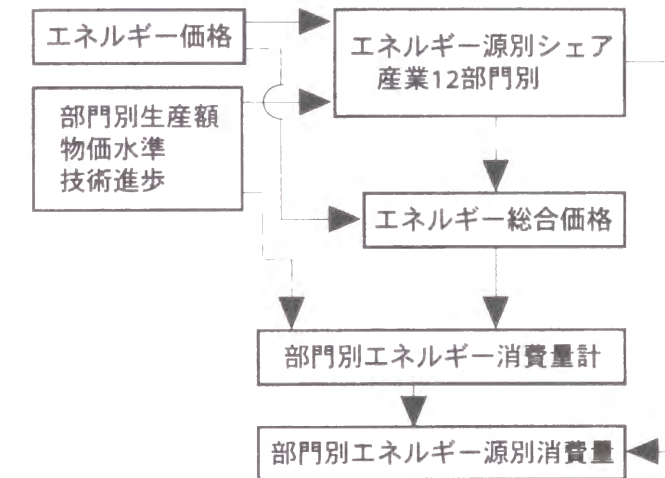 エネルギー価格
エネルギー源別シェア
産業12部門別
部門別生産額
物価水準
技術進歩
エネルギー総合価格
部門別エネルギー消費量計
部門別エネルギー源別消費量